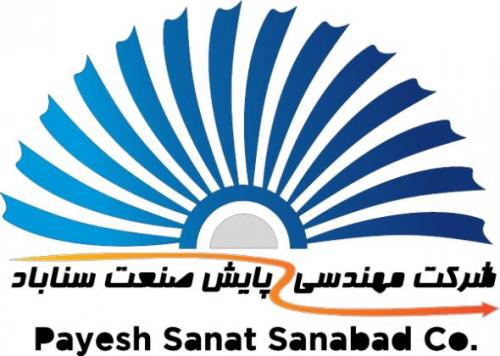 شرکت مهندسی پایش صنعت سناباد
Payesh Sanat Sanabad Co.